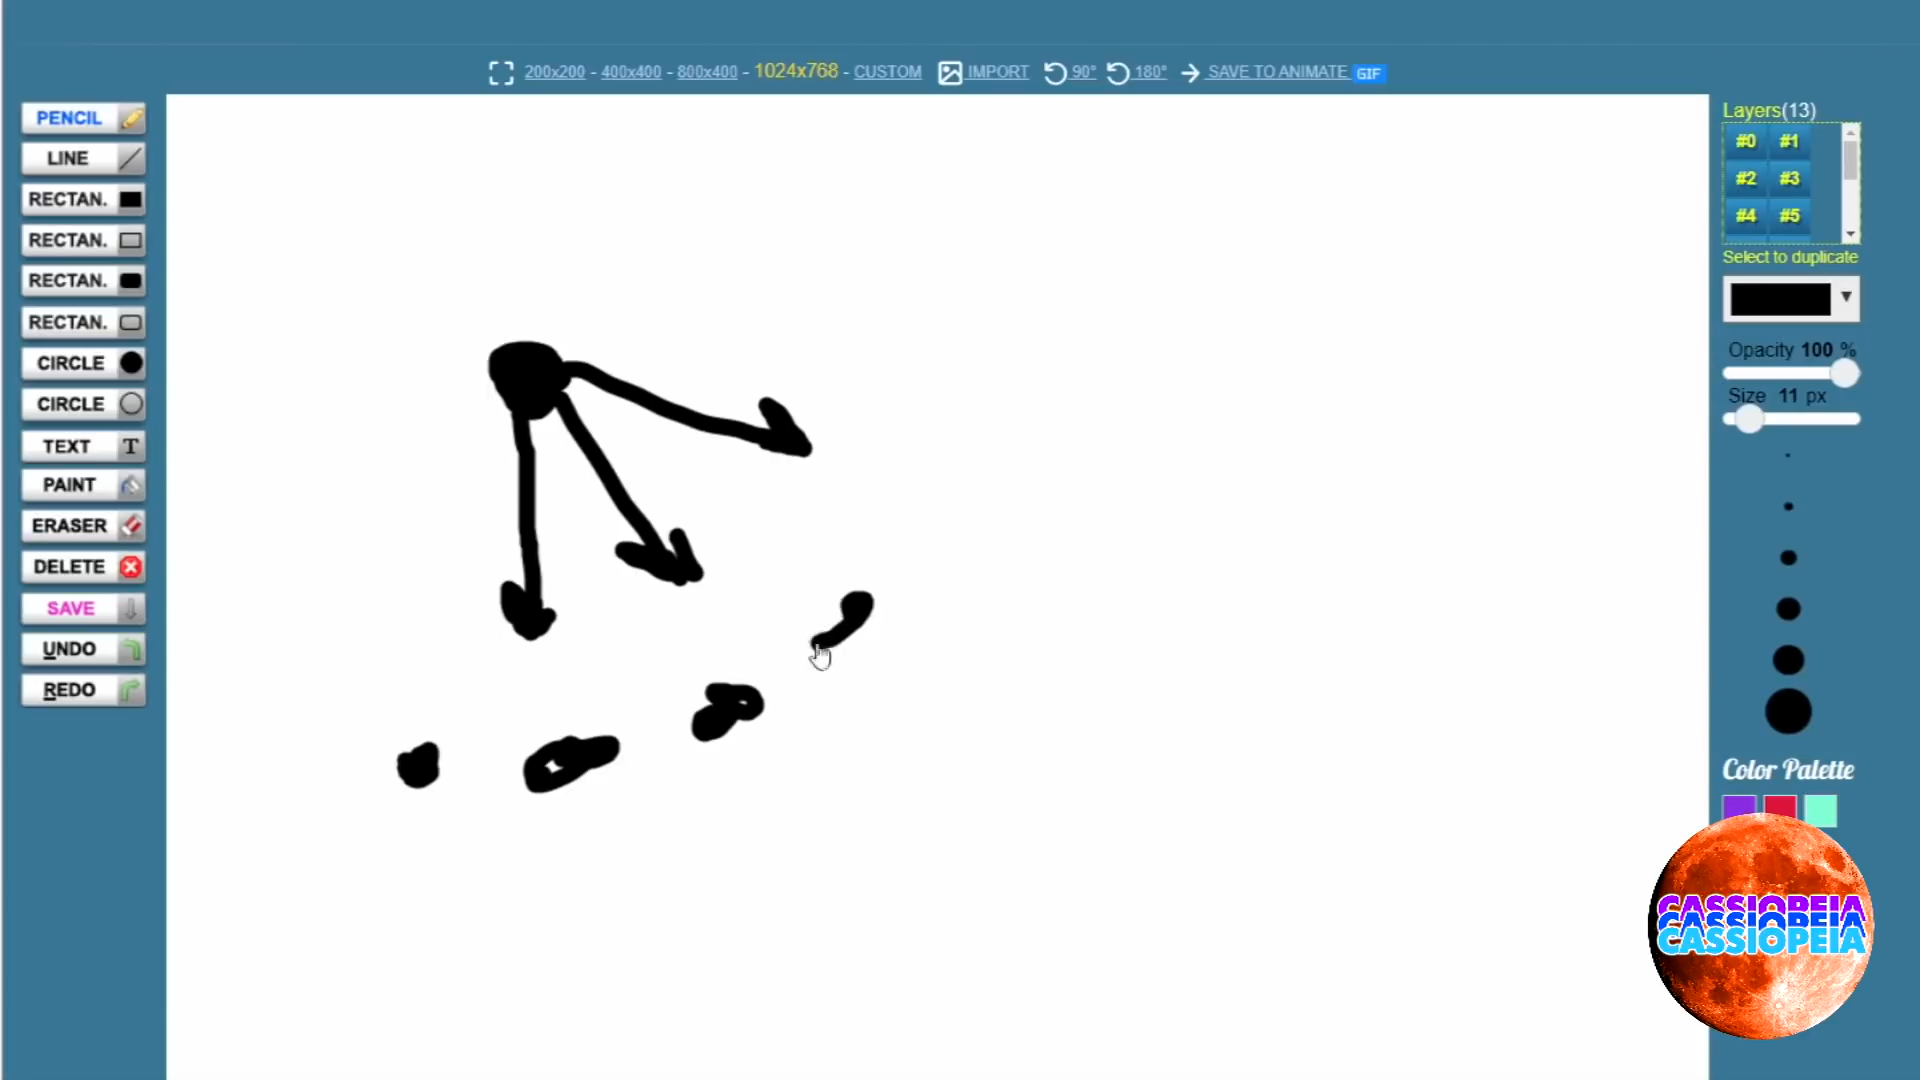 200x200 - 400x400 - 800x400 - 1024x768 - CUSTOM IMPORT 90° 180° SAVE TO ANIMATE GIF
PENCIL
LINE
RECTAN.
RECTAN.
RECTAN.
RECTAN.
CIRCLE
CIRCLE
TEXT T
PAINT
ERASER
DELETE
SAVE
UNDO
REDO
Layers(13)
#0 #1
#2 #3
#4 #5
Select to duplicate
Opacity 100 %
Size 11 px
Color Palette
CASSIOPEIA
CASSIOPEIA
CASSIOPEIA